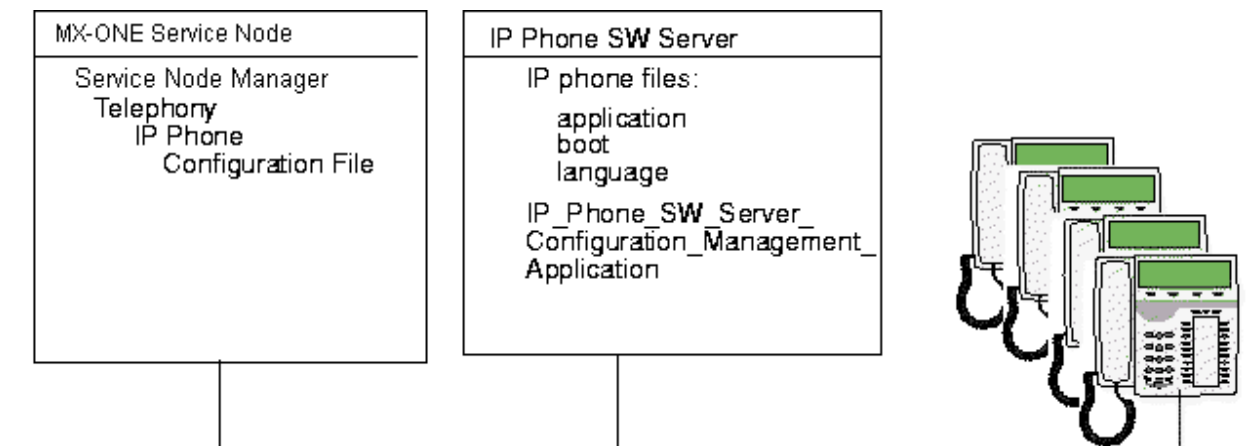 MX-ONE Service Node
Service Node Manager
Telephony
IP Phone
Configuration File
IP Phone SW Server
IP phone files:
application
boot
language
IP_Phone_SW_Server_
Configuration_Management_
Application